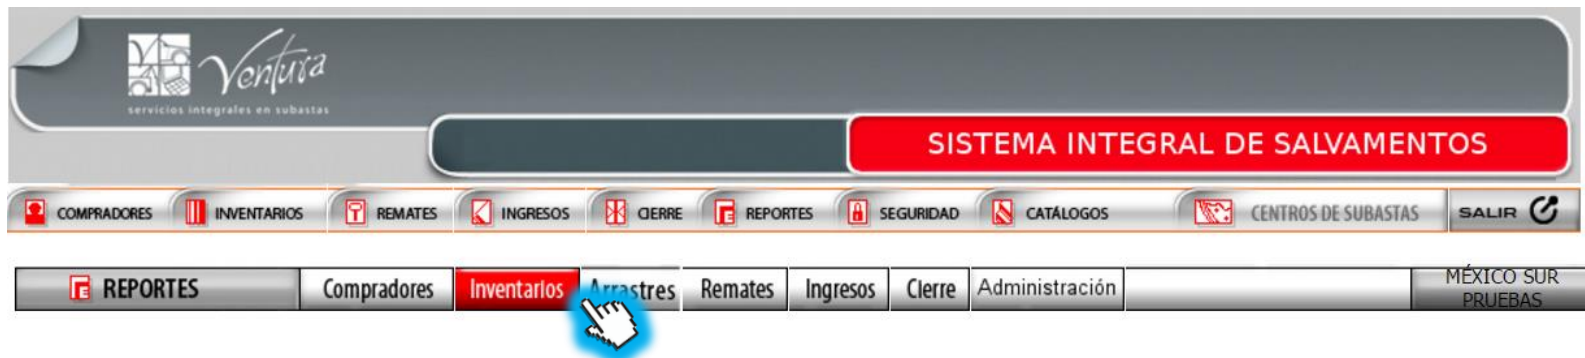 Ventura
servicios integrales en subastas
SISTEMA INTEGRAL DE SALVAMENTOS
COMPRADORES INVENTARIOS REMATES INGRESOS CIERRE REPORTES SEGURIDAD CATÁLOGOS CENTROS DE SUBASTAS SALIR
REPORTES Compradores Inventarios Arrastres Remates Ingresos Cierre Administración MÉXICO SUR
PRUEBAS